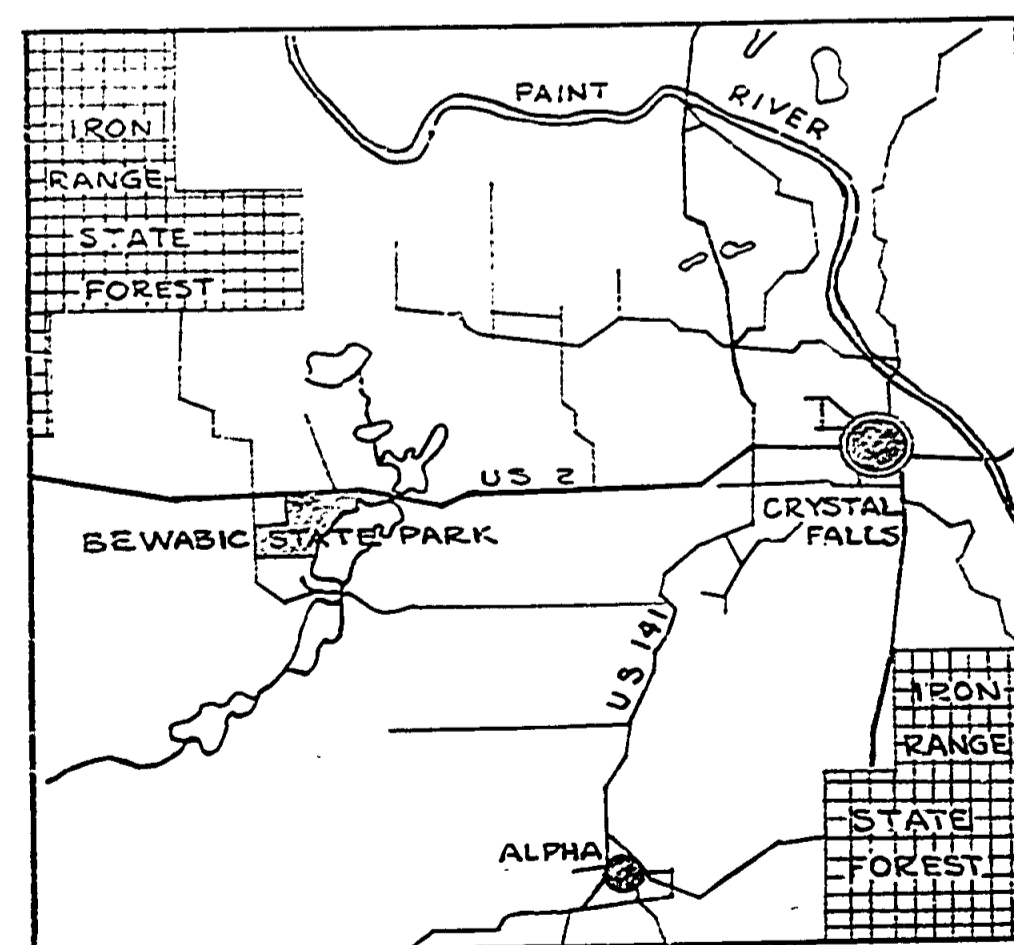 PAINT RIVER
IRON
RANGE
STATE
FOREST
US 2
CRYSTAL
FALLS
BEWABIC STATE PARK
US 141
IRON
RANGE
STATE
FOREST
ALPHA